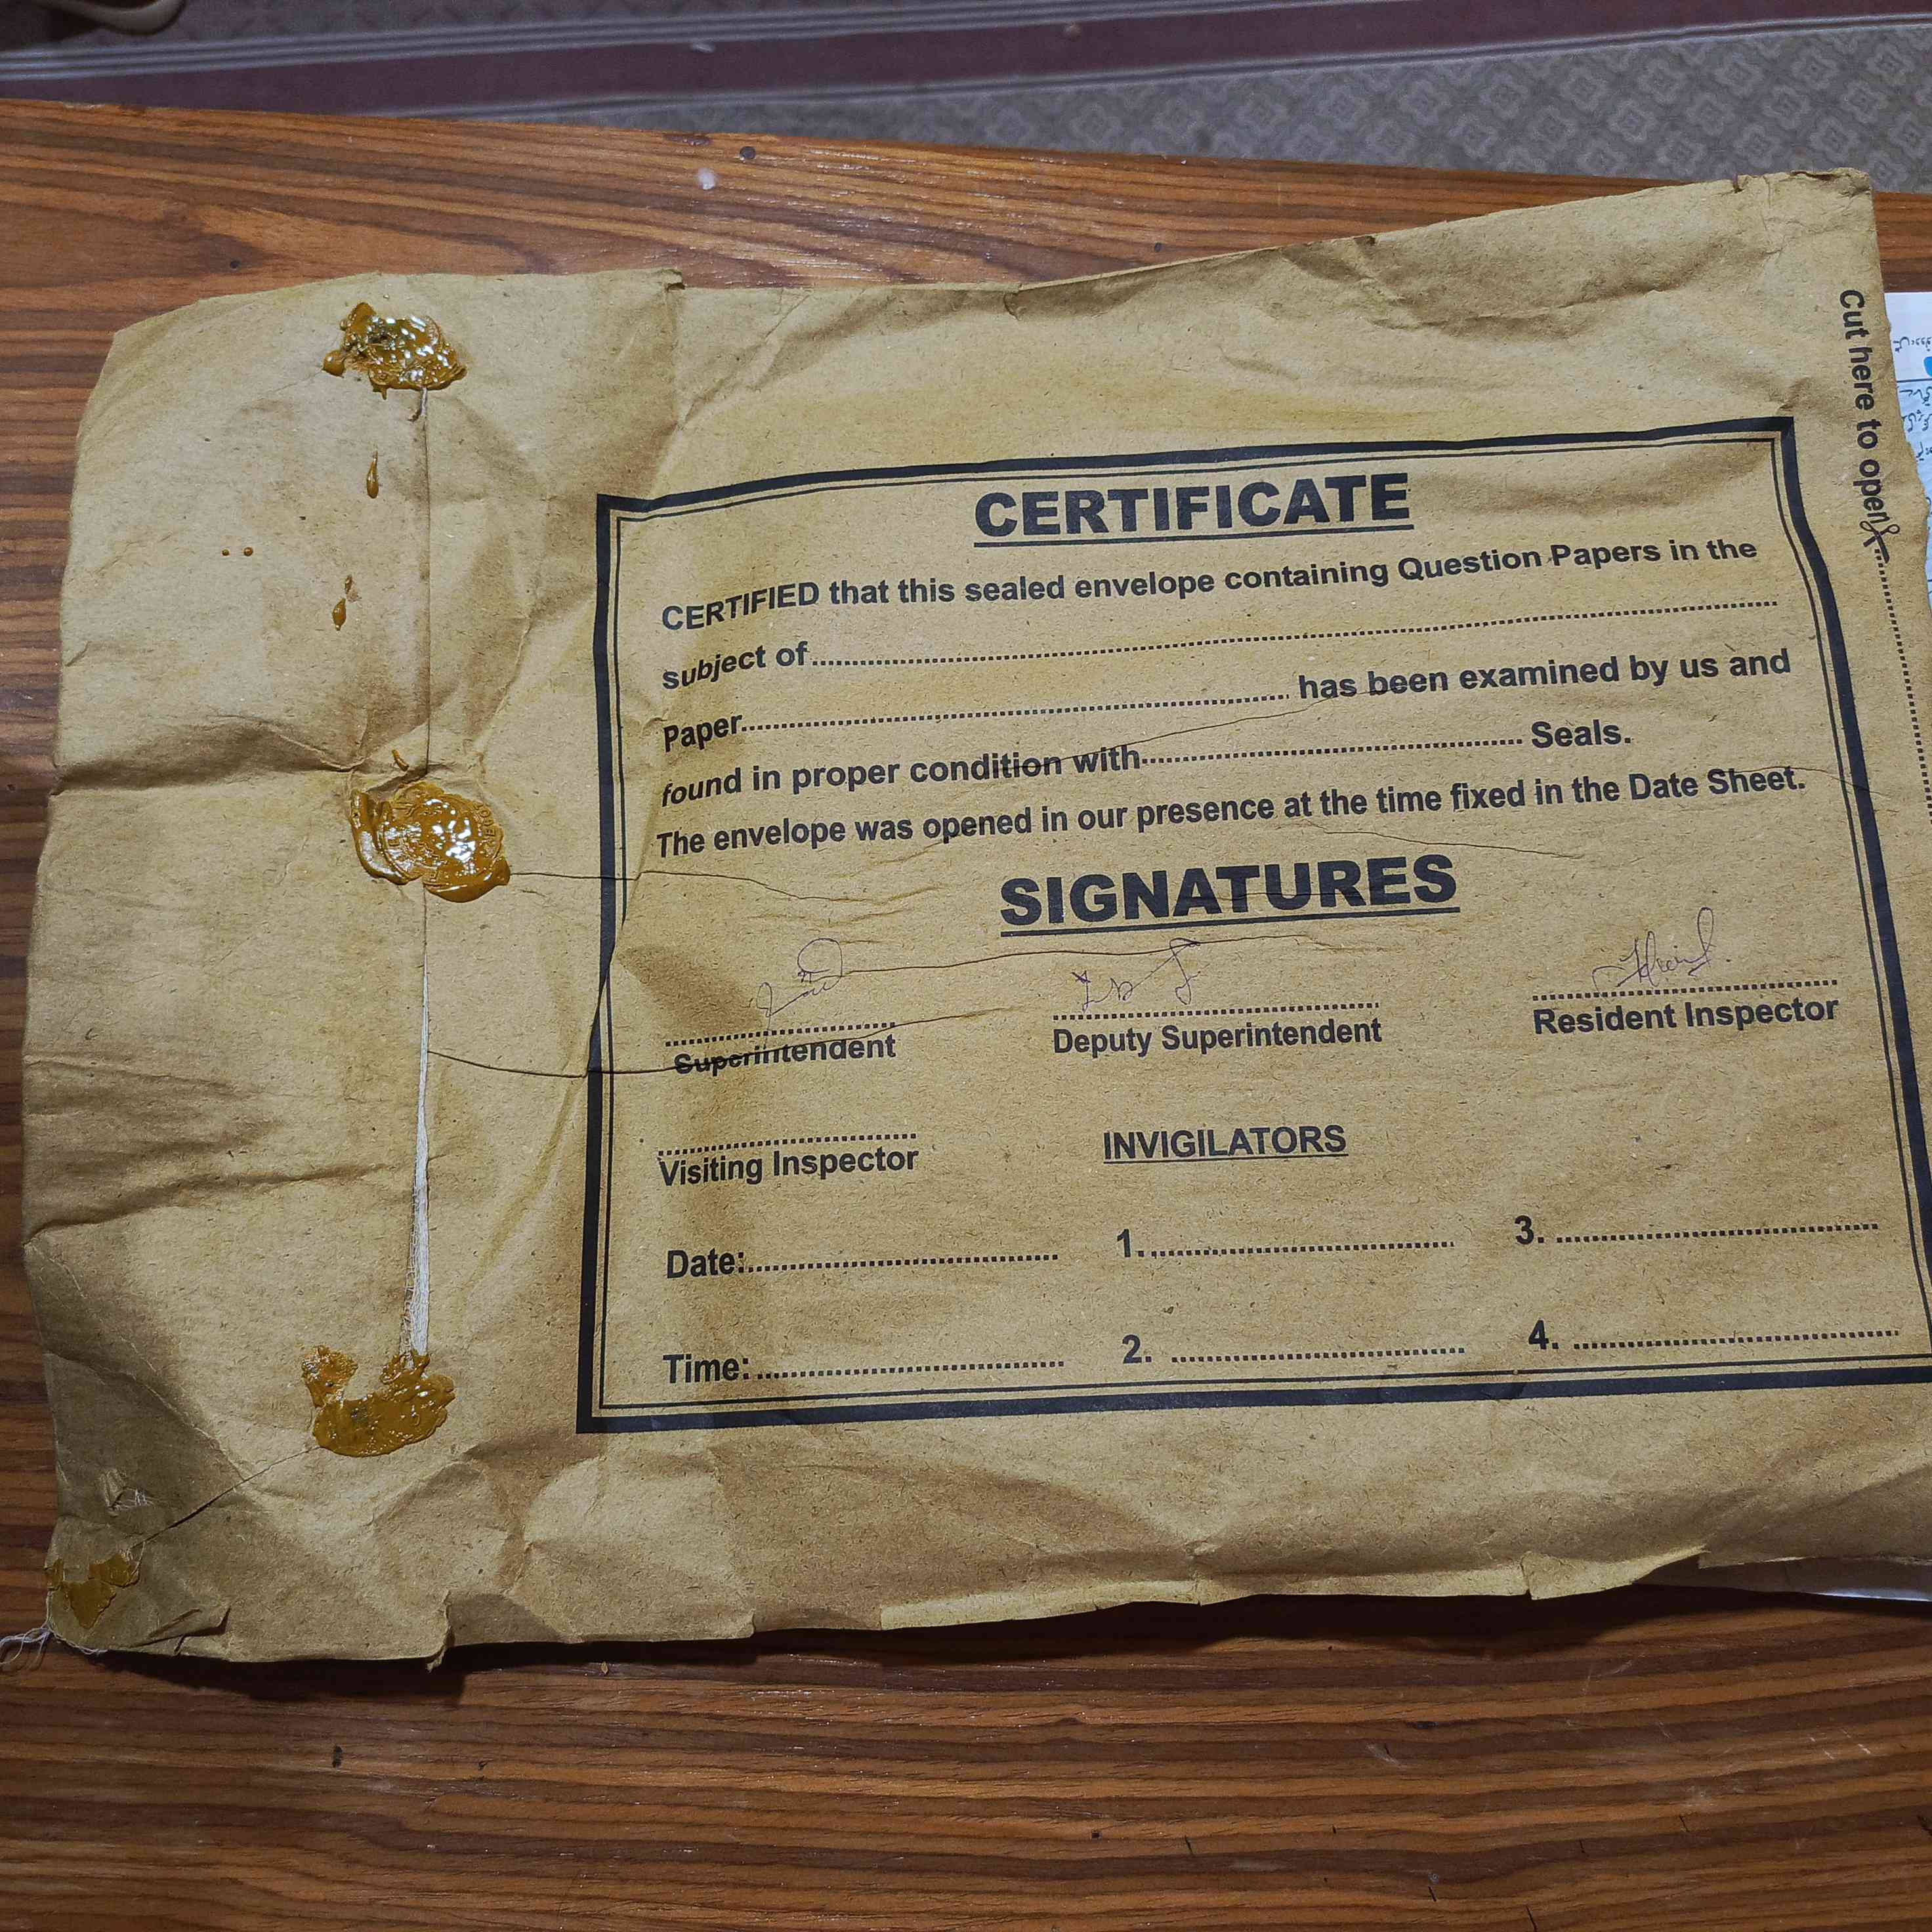 Cut here to open
CERTIFICATE
CERTIFIED that this sealed envelope containing Question Papers in the
subject of
Paper has been examined by us and
found in proper condition with Seals.
The envelope was opened in our presence at the time fixed in the Date Sheet.
SIGNATURES
Superintendent Deputy Superintendent Resident Inspector
Visiting Inspector INVIGILATORS
Date: 1. 3.
Time: 2. 4.